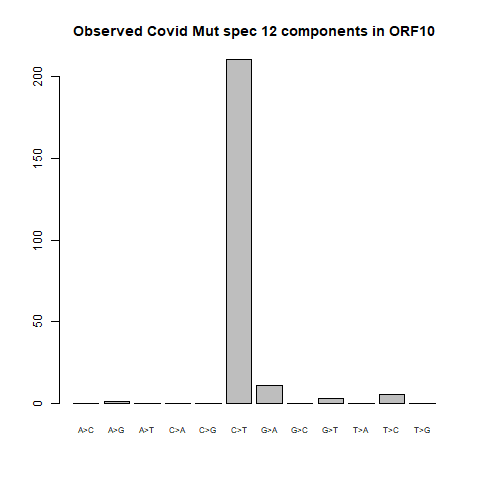 Observed Covid Mut spec 12 components in ORF10
200
150
100
50
0
A>C A>G A>T C>A C>G C>T G>A G>C G>T T>A T>C T>G